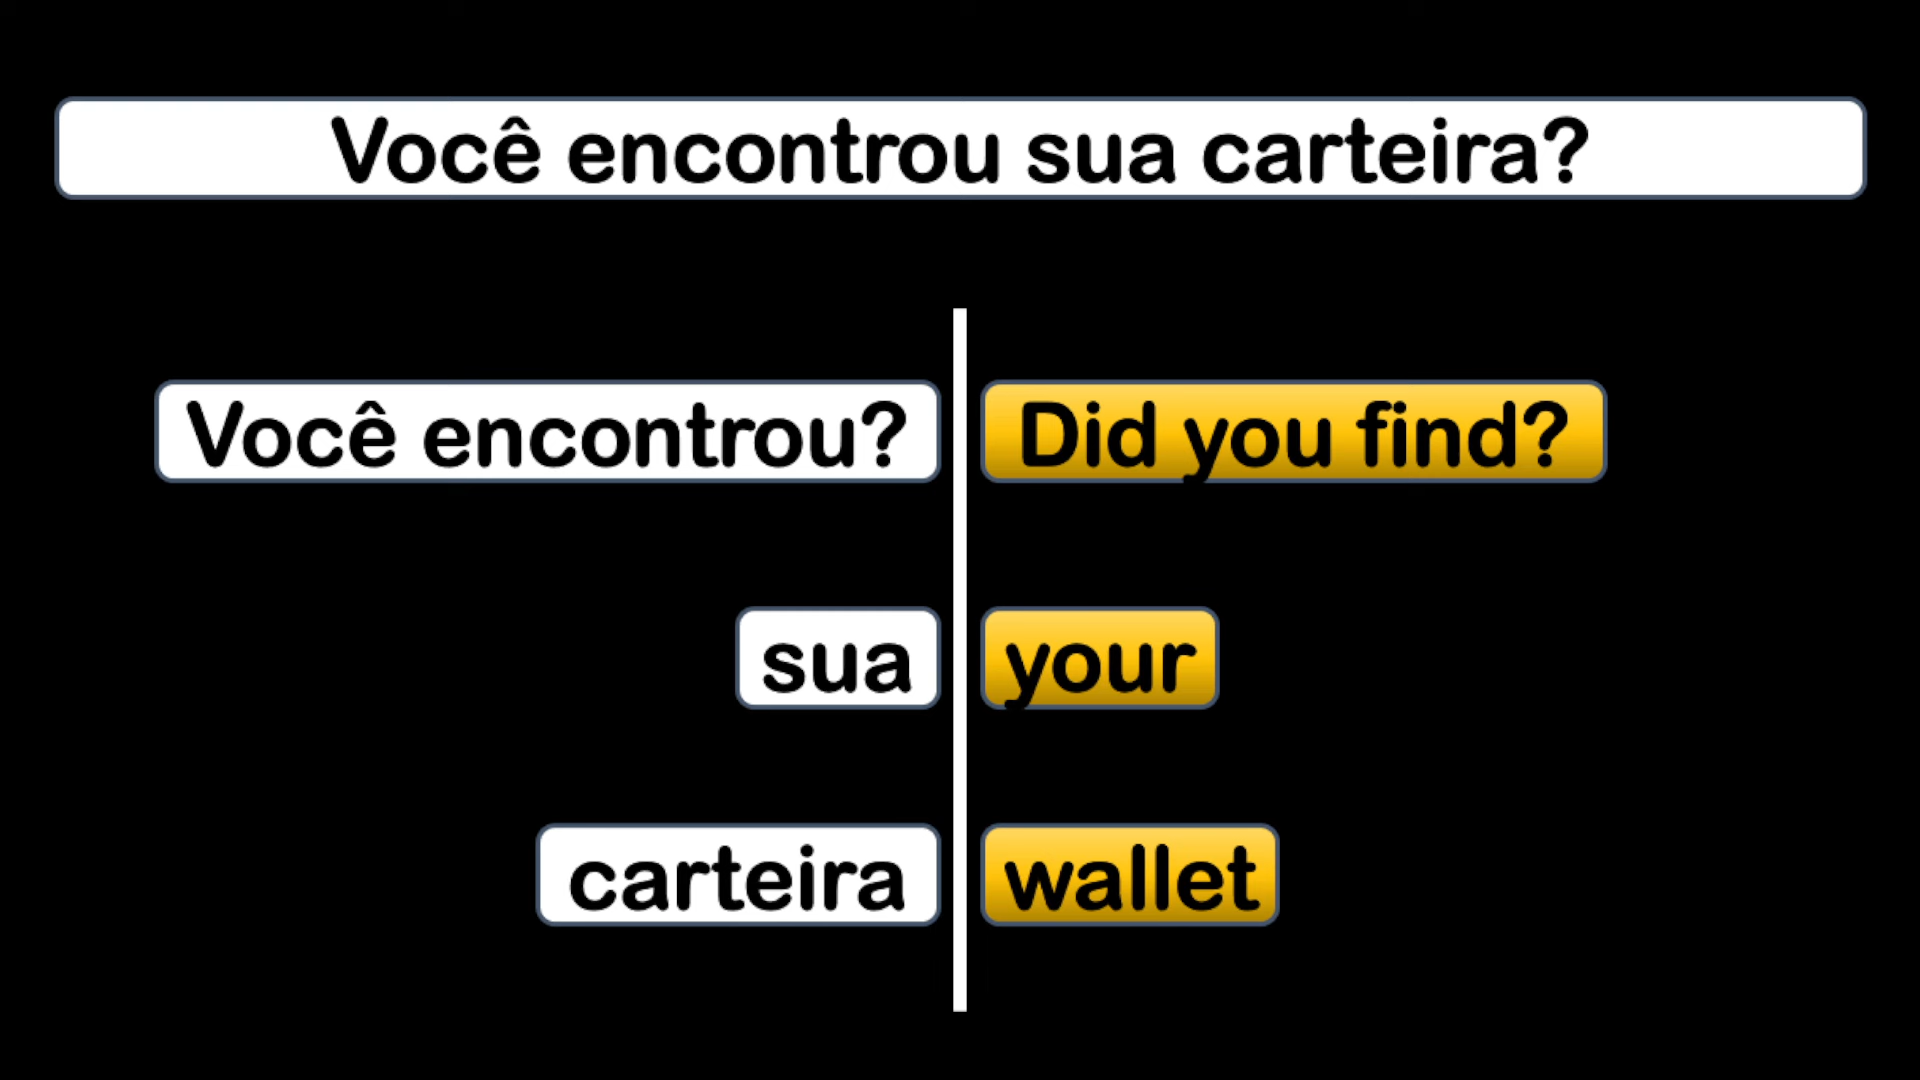 Você encontrou sua carteira?
Você encontrou? Did you find?
sua your
carteira wallet